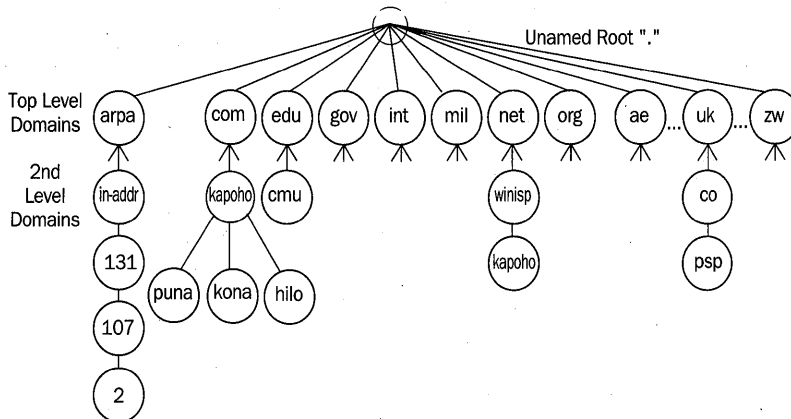 Unamed Root "."
Top Level
Domains
arpa com edu gov int mil net org ae ... uk ... zw
2nd
Level
Domains
in-addr kapoho cmu winisp co
131 puna kona hilo kapoho psp
107
2